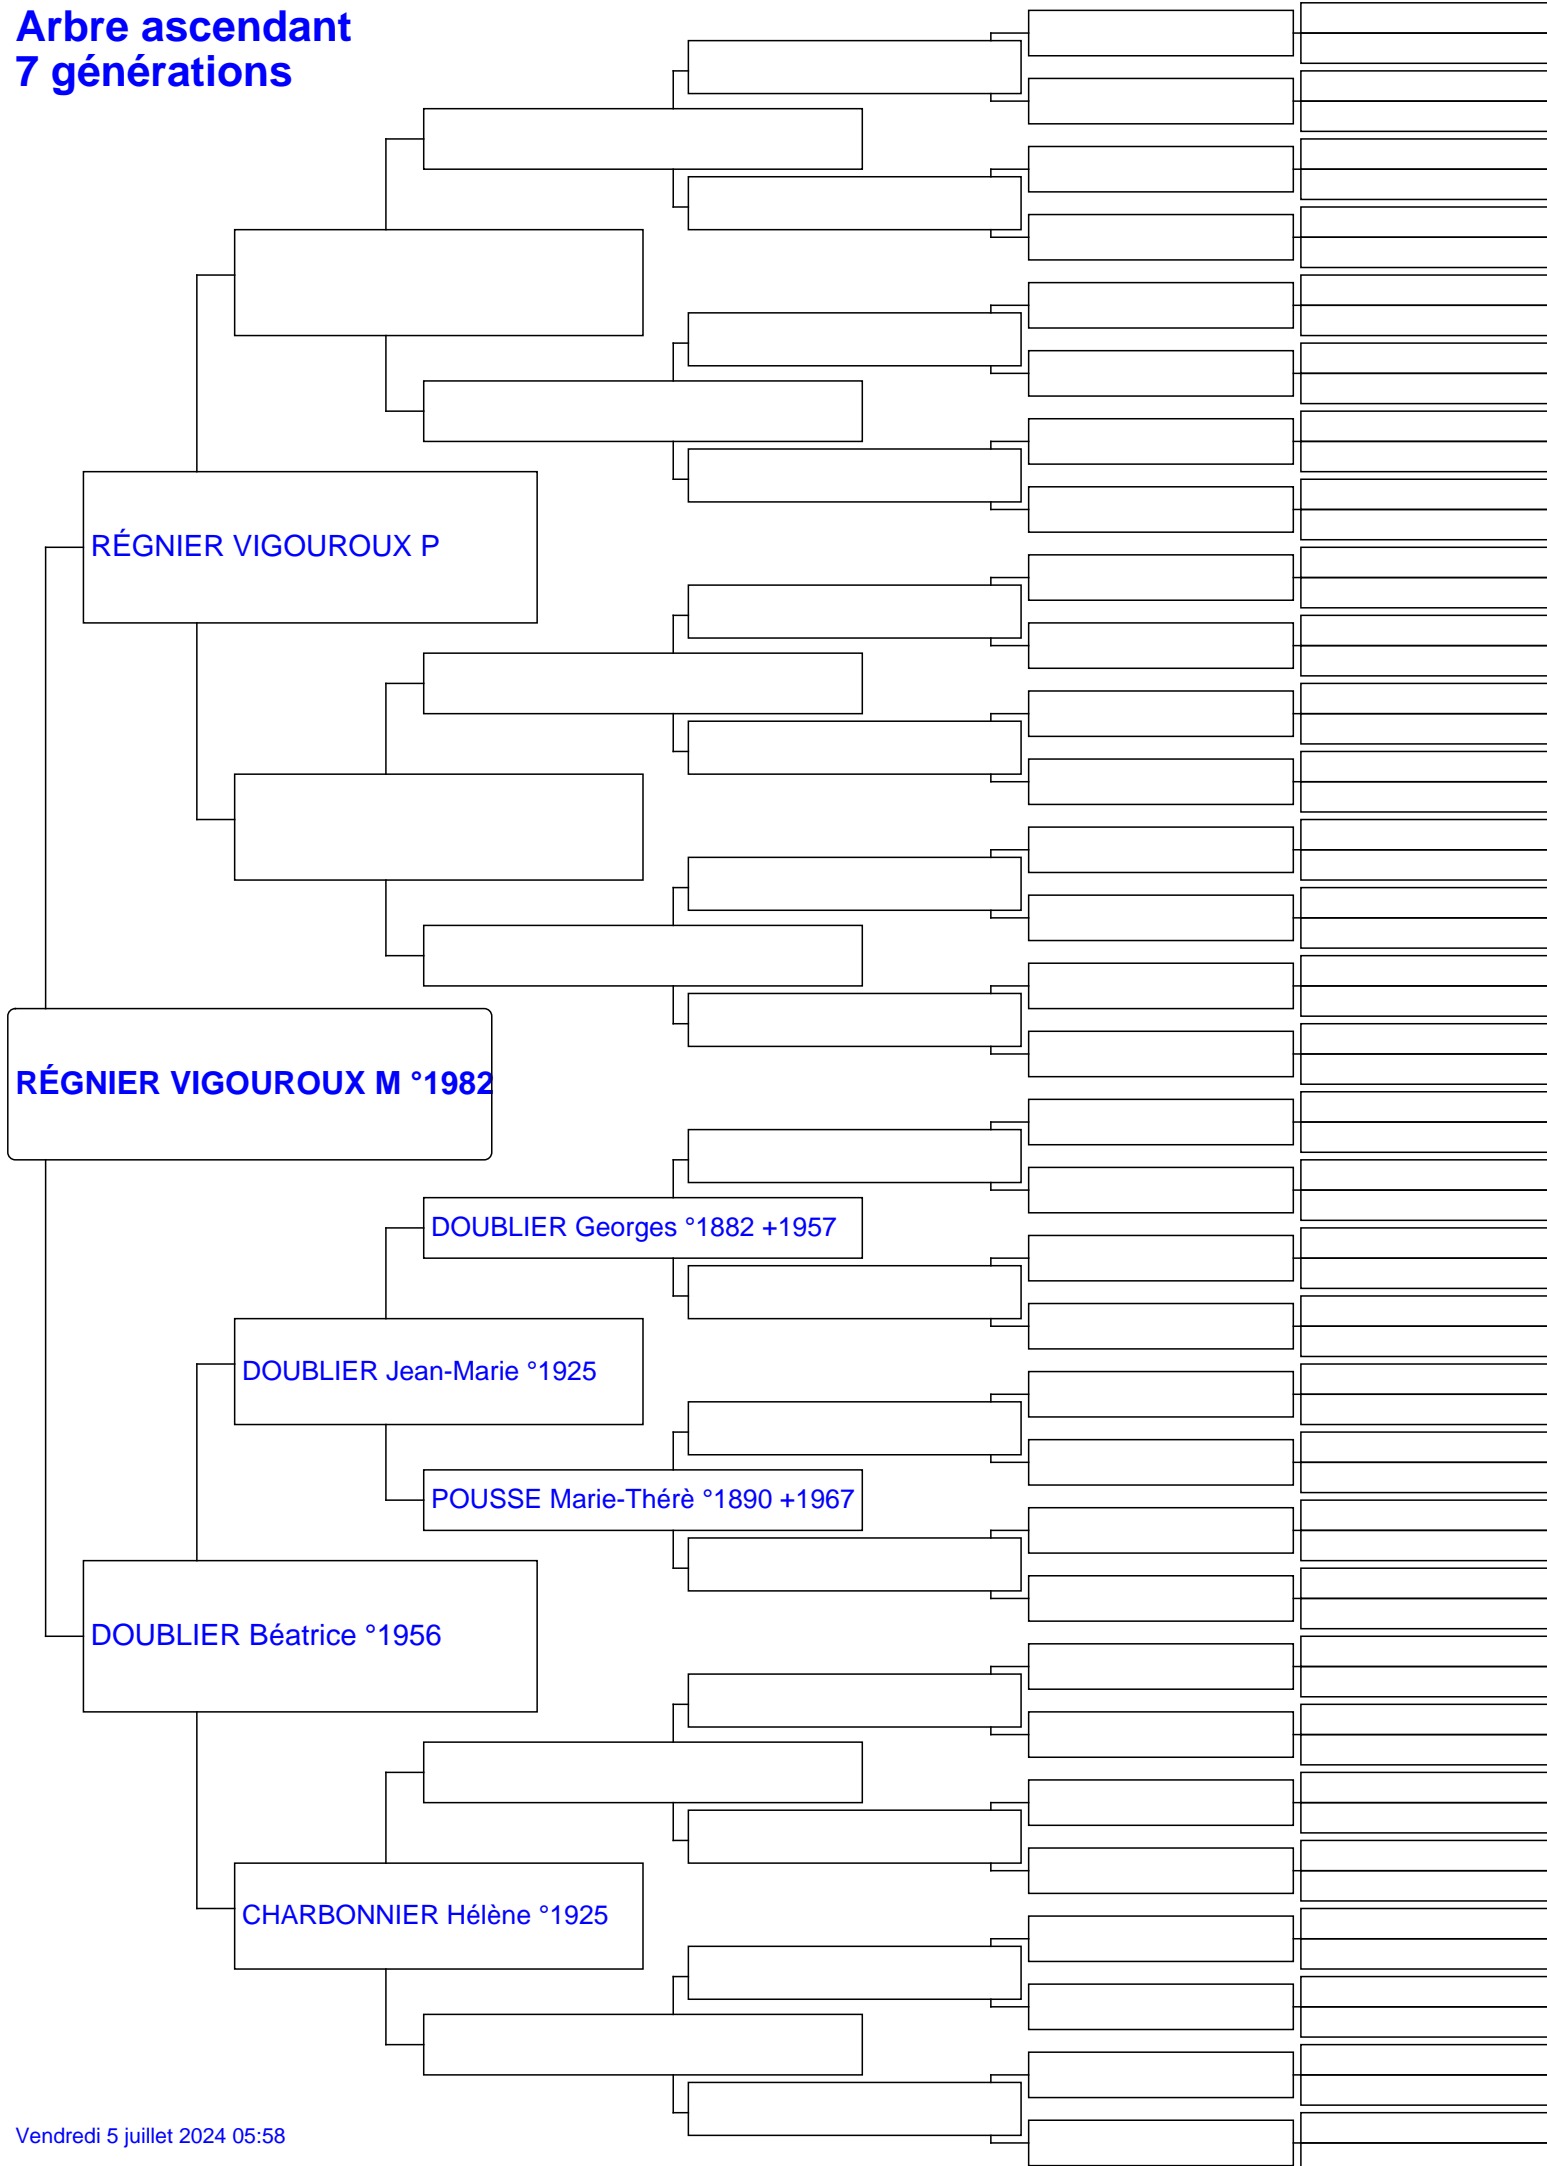 Arbre ascendant
7 générations
RÉGNIER VIGOUROUX P
RÉGNIER VIGOUROUX M °1982
DOUBLIER Georges °1882 +1957
DOUBLIER Jean-Marie °1925
POUSSE Marie-Thérè °1890 +1967
DOUBLIER Béatrice °1956
CHARBONNIER Hélène °1925
Vendredi 5 juillet 2024 05:58